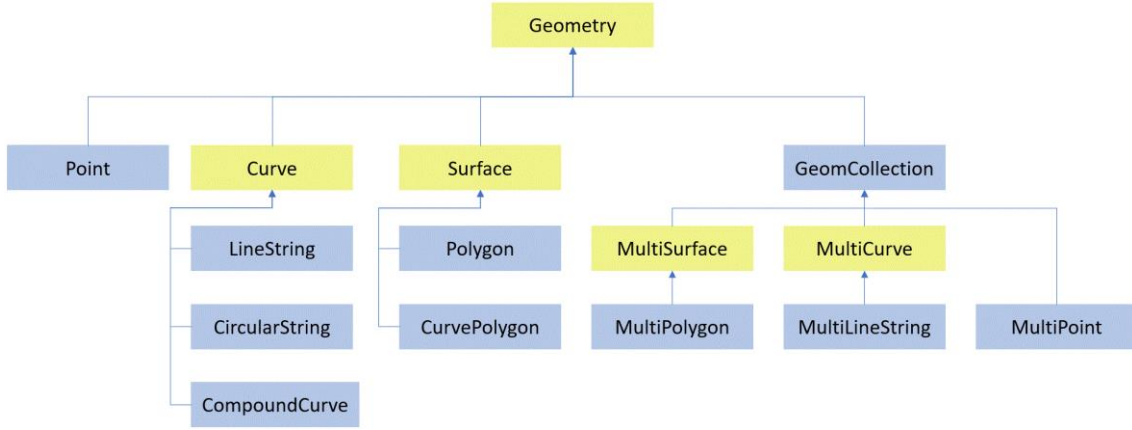 Geometry
Point
Curve
Surface
GeomCollection
LineString
Polygon
MultiSurface
MultiCurve
CircularString
CurvePolygon
MultiPolygon
MultiLineString
MultiPoint
CompoundCurve